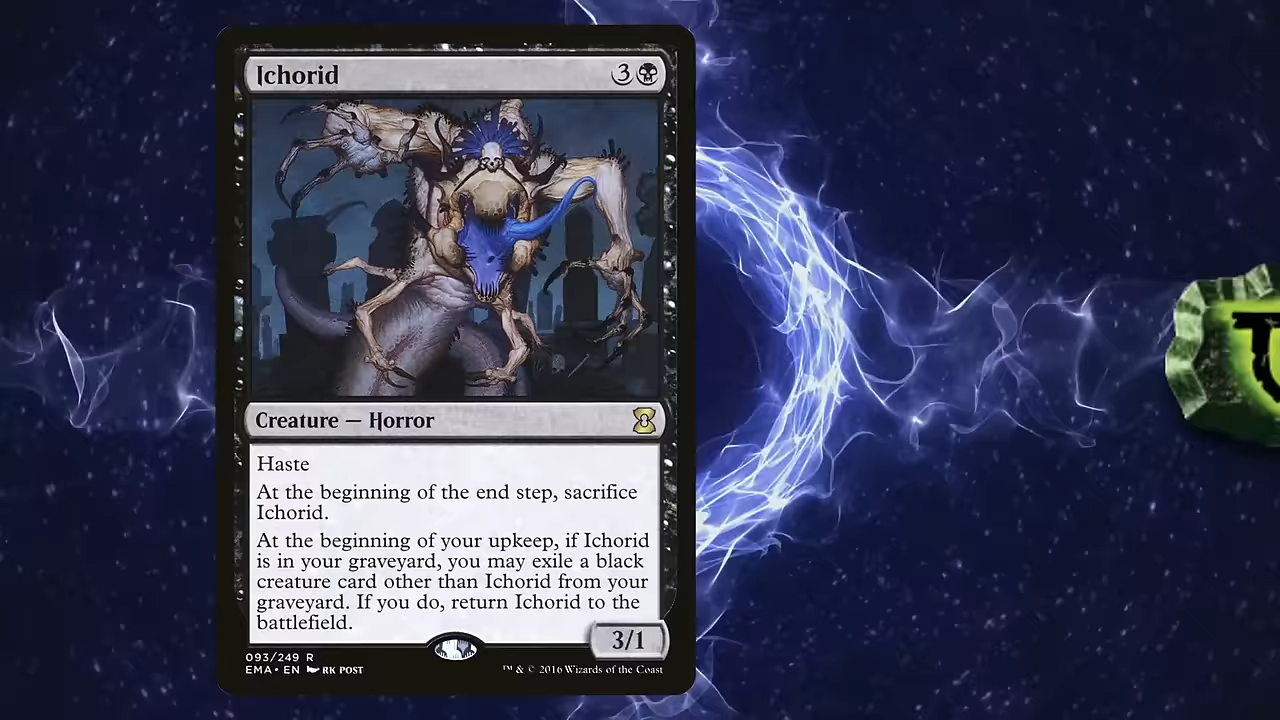 Ichorid 3
Creature — Horror
8
Haste
At the beginning of the end step, sacrifice
Ichorid.
At the beginning of your upkeep, if Ichorid
is in your graveyard, you may exile a black
creature card other than Ichorid from your
graveyard. If you do, return Ichorid to the
battlefield.
3/1
093/249 R
EMA • EN RK POST
™ & © 2016 Wizards of the Coast